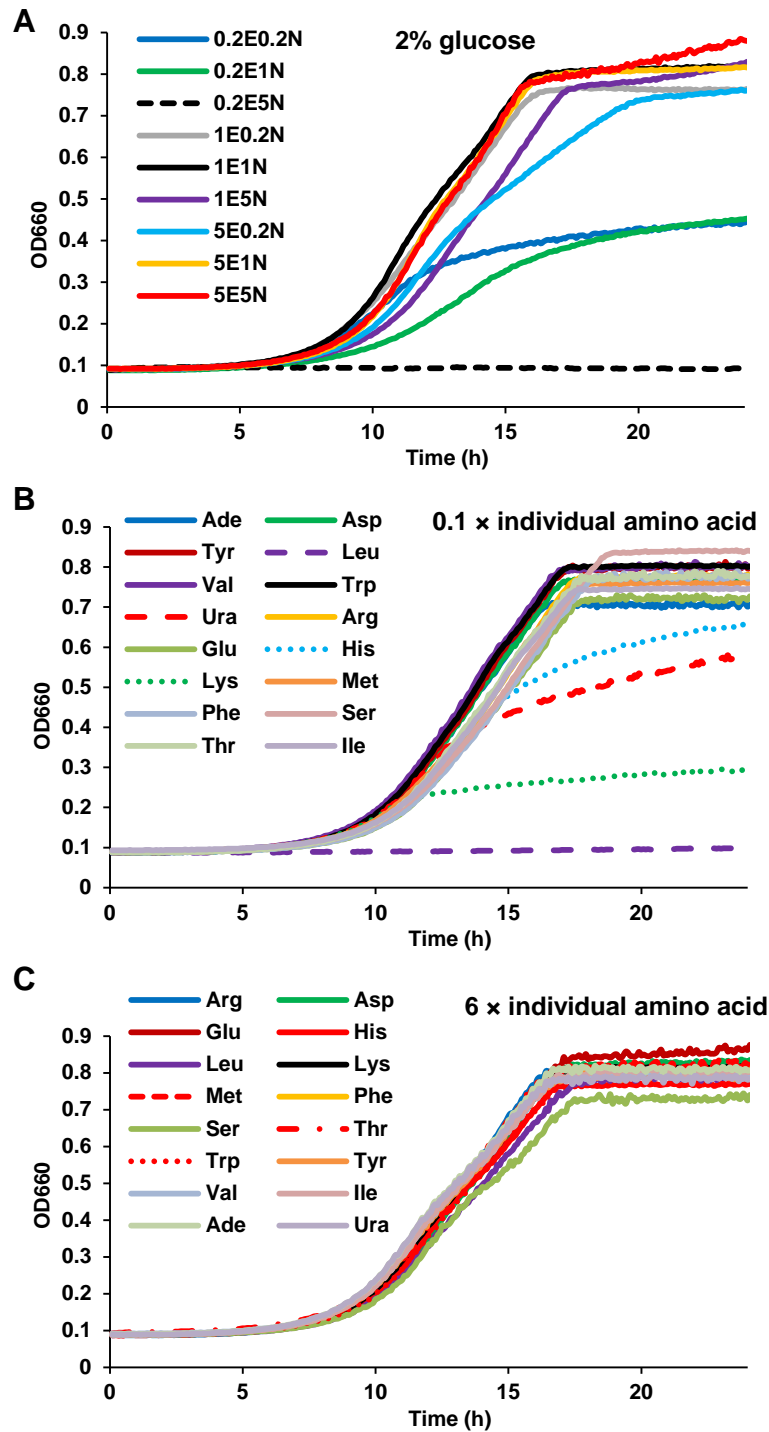 A
2% glucose
0.9
0.8
0.7
0.6
0.5
0.4
0.3
0.2
0.1
0
OD660
0.2E0.2N
0.2E1N
0.2E5N
1E0.2N
1E1N
1E5N
5E0.2N
5E1N
5E5N
0 5 10 15 20
Time (h)
B
0.1 × individual amino acid
0.9
0.8
0.7
0.6
0.5
0.4
0.3
0.2
0.1
0
OD660
Ade Asp
Tyr Leu
Val Trp
Ura Arg
Glu His
Lys Met
Phe Ser
Thr Ile
0 5 10 15 20
Time (h)
C
6 × individual amino acid
0.9
0.8
0.7
0.6
0.5
0.4
0.3
0.2
0.1
0
OD660
Arg Asp
Glu His
Leu Lys
Met Phe
Ser Thr
Trp Tyr
Val Ile
Ade Ura
0 5 10 15 20
Time (h)